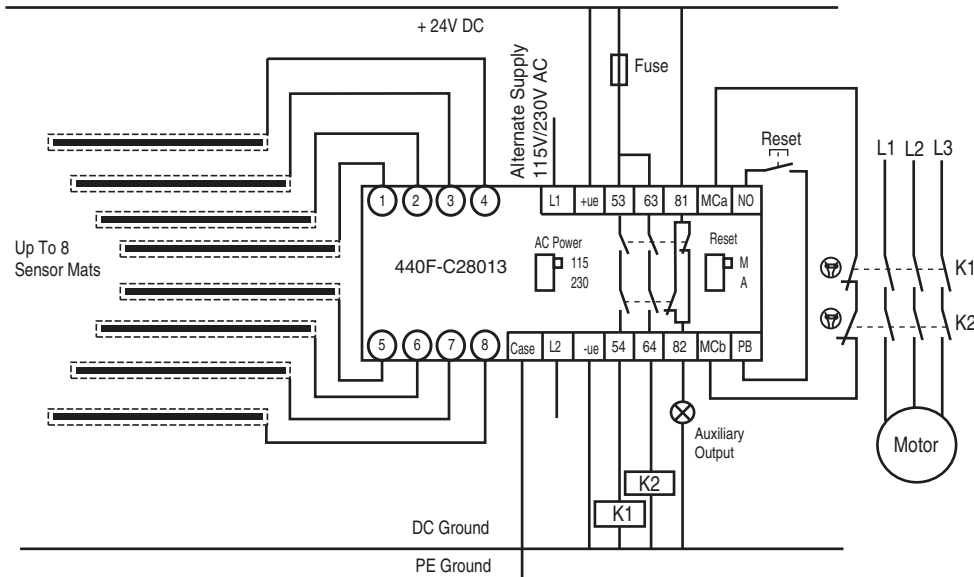 + 24V DC
Alternate Supply
115V/230V AC
Fuse
Reset
L1 L2 L3
1 2 3 4
L1 +ue 53 63 81 MCa NO
Up To 8
Sensor Mats
440F-C28013
AC Power
115
230
Reset
M
A
K1
K2
5 6 7 8
Case L2 -ue 54 64 82 MCb PB
Auxiliary
Output
Motor
K2
K1
DC Ground
PE Ground